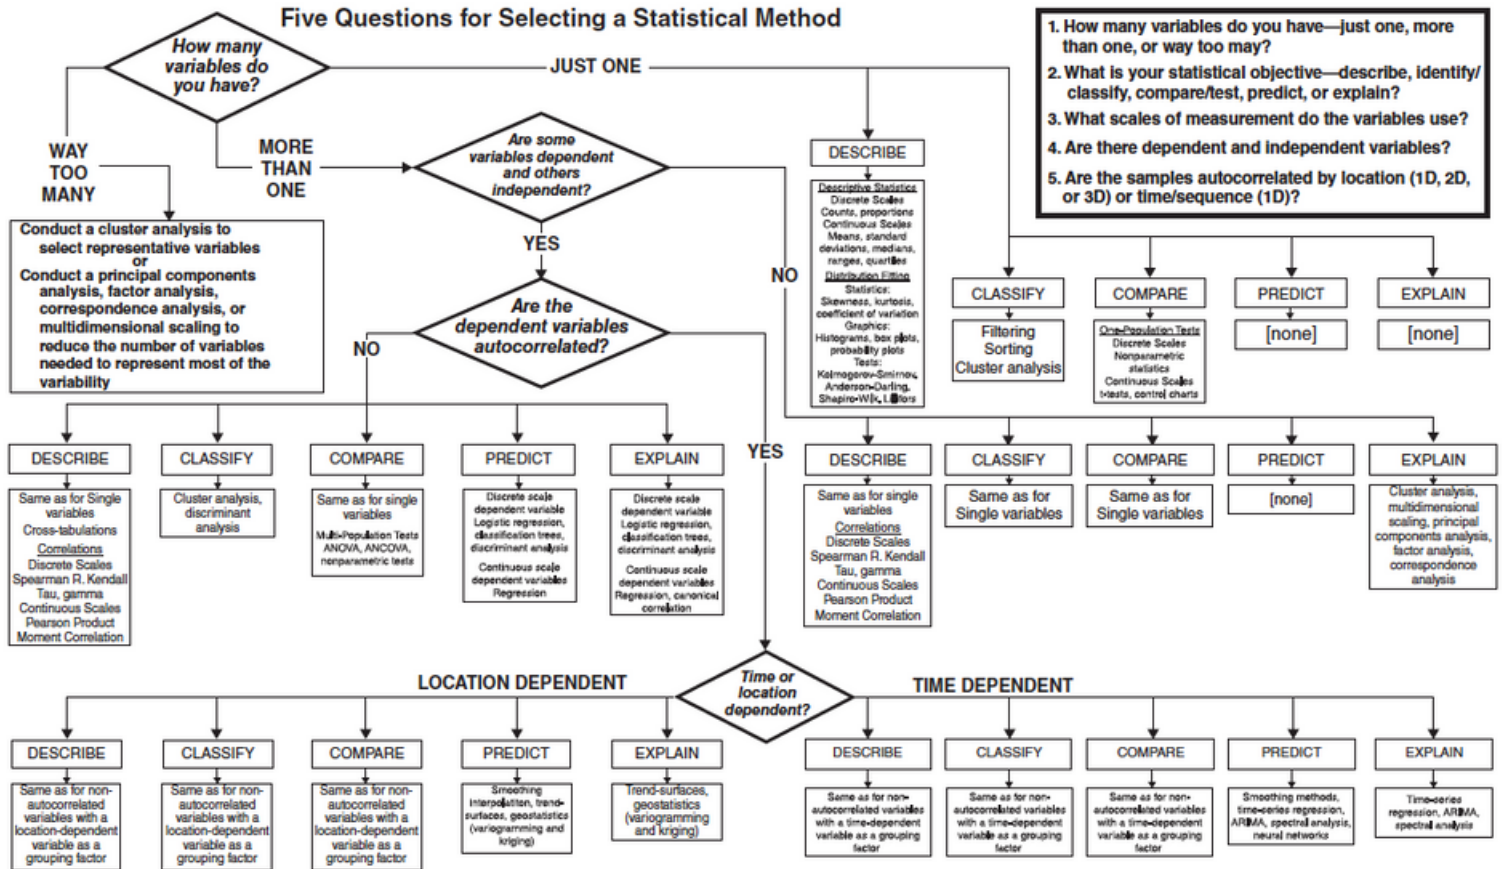 Five Questions for Selecting a Statistical Method
How many
variables do
you have?
JUST ONE
1. How many variables do you have—just one, more
than one, or way too may?
2. What is your statistical objective—describe, identify/
classify, compare/test, predict, or explain?
3. What scales of measurement do the variables use?
4. Are there dependent and independent variables?
5. Are the samples autocorrelated by location (1D, 2D,
or 3D) or time/sequence (1D)?
WAY
TOO
MANY
MORE
THAN
ONE
Are some
variables dependent
and others
independent?
Conduct a cluster analysis to
select representative variables
or
Conduct a principal components
analysis, factor analysis,
correspondence analysis, or
multidimensional scaling to
reduce the number of variables
needed to represent most of the
variability
YES
NO
Are the
dependent variables
autocorrelated?
NO
YES
DESCRIBE
Descriptive Statistics
Discrete Scales
Counts, proportions
Continuous Scales
Means, standard
deviations, medians,
ranges, quartiles
Distribution Fitting
Statistics:
Skewness, kurtosis,
coefficient of variation
Graphics:
Histograms, box plots,
probability plots
Tests:
Kolmogorov-Smirnov,
Anderson-Darling,
Shapiro-Wilk, Lillifors
CLASSIFY
Filtering
Sorting
Cluster analysis
COMPARE
One-Population Tests
Discrete Scales
Nonparametric
statistics
Continuous Scales
t-tests, control charts
PREDICT
[none]
EXPLAIN
[none]
DESCRIBE
Same as for Single
variables
Cross-tabulations
Correlations
Discrete Scales
Spearman R. Kendall
Tau, gamma
Continuous Scales
Pearson Product
Moment Correlation
CLASSIFY
Cluster analysis,
discriminant
analysis
COMPARE
Same as for single
variables
Multi-Population Tests
ANOVA, ANCOVA,
nonparametric tests
PREDICT
Discrete scale
dependent variable
Logistic regression,
classification trees,
discriminant analysis
Continuous scale
dependent variables
Regression
EXPLAIN
Discrete scale
dependent variable
Logistic regression,
classification trees,
discriminant analysis
Continuous scale
dependent variables
Regression, canonical
correlation
DESCRIBE
Same as for single
variables
Correlations
Discrete Scales
Spearman R. Kendall
Tau, gamma
Continuous Scales
Pearson Product
Moment Correlation
CLASSIFY
Same as for
Single variables
COMPARE
Same as for
Single variables
PREDICT
[none]
EXPLAIN
Cluster analysis,
multidimensional
scaling, principal
components analysis,
factor analysis,
correspondence
analysis
Time or
location
dependent?
LOCATION DEPENDENT
TIME DEPENDENT
DESCRIBE
Same as for non-
autocorrelated
variables with a
location-dependent
variable as a
grouping factor
CLASSIFY
Same as for non-
autocorrelated
variables with a
location-dependent
variable as a
grouping factor
COMPARE
Same as for non-
autocorrelated
variables with a
location-dependent
variable as a
grouping factor
PREDICT
Smoothing
interpolation, trend-
surfaces, geostatistics
(variogramming and
kriging)
EXPLAIN
Trend-surfaces,
geostatistics
(variogramming
and kriging)
DESCRIBE
Same as for non-
autocorrelated variables
with a time-dependent
variable as a grouping
factor
CLASSIFY
Same as for non-
autocorrelated variables
with a time-dependent
variable as a grouping
factor
COMPARE
Same as for non-
autocorrelated variables
with a time-dependent
variable as a grouping
factor
PREDICT
Smoothing methods,
time-series regression,
ARIMA, spectral analysis,
neural networks
EXPLAIN
Time-series
regression, ARIMA,
spectral analysis